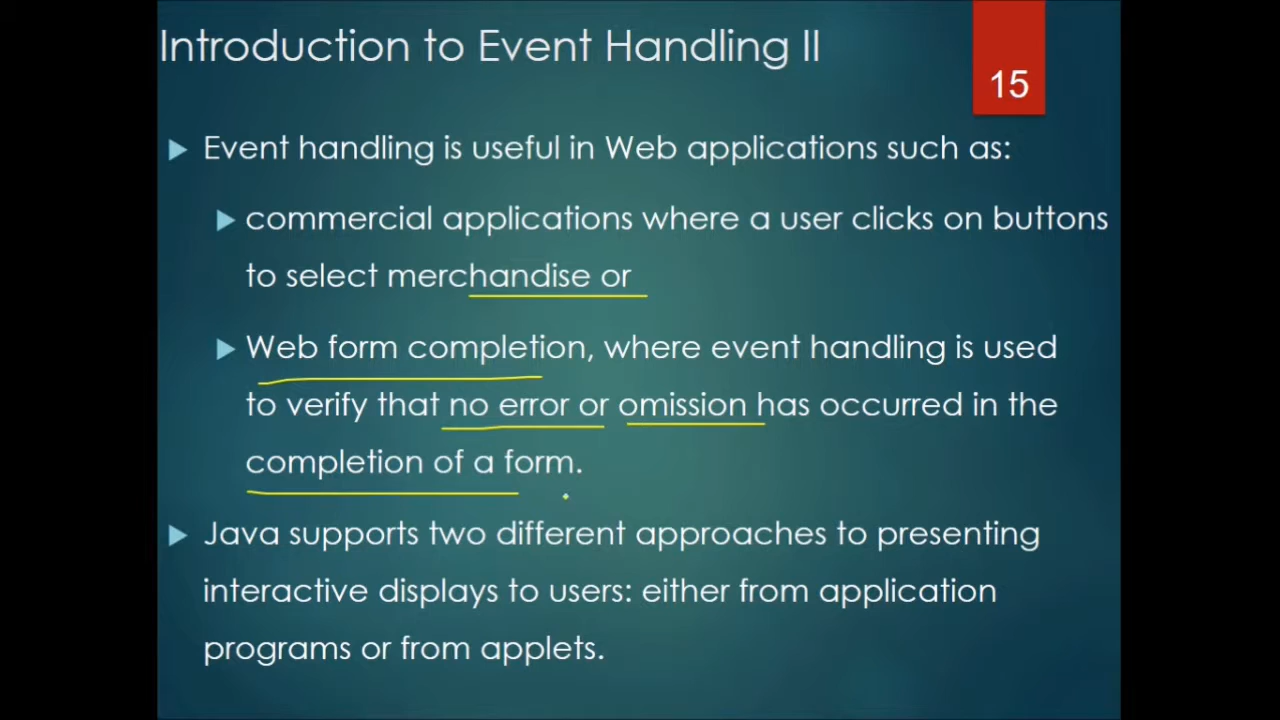 Introduction to Event Handling II
15
Event handling is useful in Web applications such as:
commercial applications where a user clicks on buttons
to select merchandise or
Web form completion, where event handling is used
to verify that no error or omission has occurred in the
completion of a form.
Java supports two different approaches to presenting
interactive displays to users: either from application
programs or from applets.